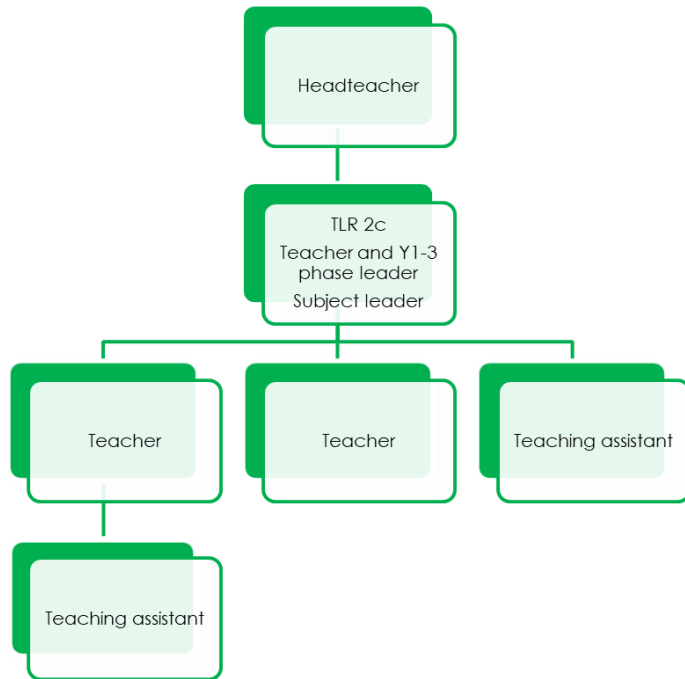 Headteacher
TLR 2c
Teacher and Y1-3
phase leader
Subject leader
Teacher
Teacher
Teaching assistant
Teaching assistant